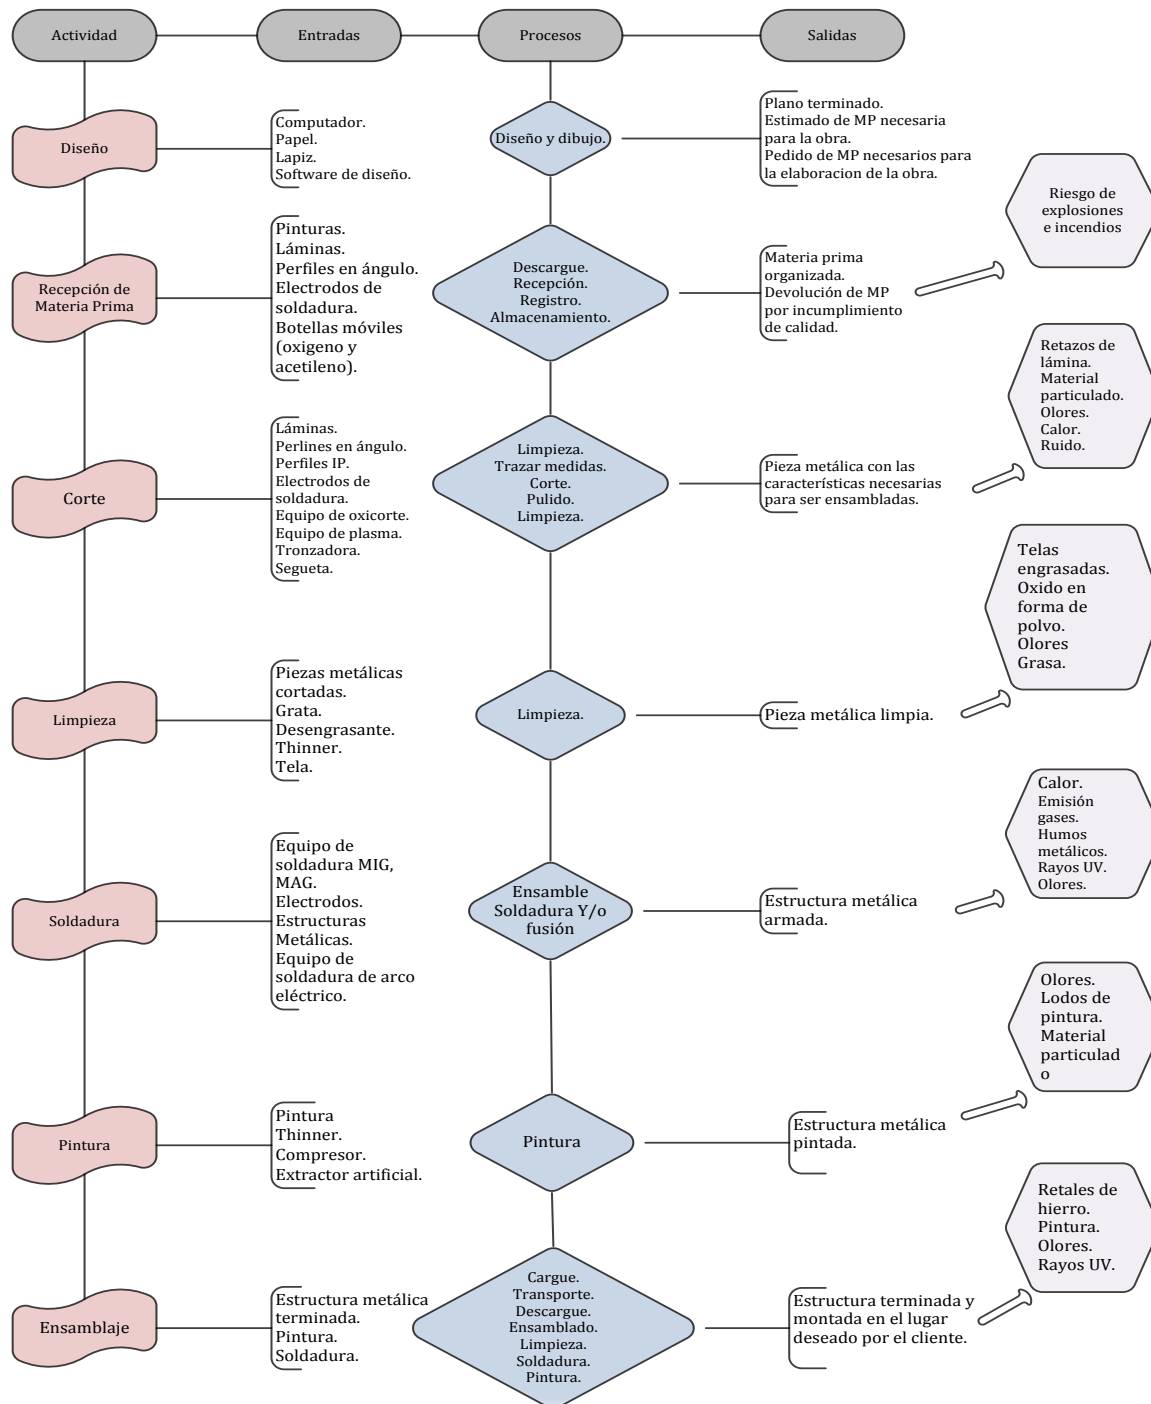 Actividad
Entradas
Procesos
Salidas
Diseño
Computador.
Papel.
Lapiz.
Software de diseño.
Diseño y dibujo.
Plano terminado.
Estimado de MP necesaria
para la obra.
Pedido de MP necesarios para
la elaboracion de la obra.
Riesgo de
explosiones
e incendios
Recepción de
Materia Prima
Pinturas.
Láminas.
Perfiles en ángulo.
Electrodos de
soldadura.
Botellas móviles
(oxigeno y
acetileno).
Descargue.
Recepción.
Registro.
Almacenamiento.
Materia prima
organizada.
Devolución de MP
por incumplimiento
de calidad.
Retazos de
lámina.
Material
particulado.
Olores.
Calor.
Ruido.
Corte
Láminas.
Perlines en ángulo.
Perfiles IP.
Electrodos de
soldadura.
Equipo de oxicorte.
Equipo de plasma.
Tronzadora.
Segueta.
Limpieza.
Trazar medidas.
Corte.
Pulido.
Limpieza.
Pieza metálica con las
características necesarias
para ser ensambladas.
Telas
engrasadas.
Oxido en
forma de
polvo.
Olores
Grasa.
Limpieza
Piezas metálicas
cortadas.
Grata.
Desengrasante.
Thinner.
Tela.
Limpieza.
Pieza metálica limpia.
Calor.
Emisión
gases.
Humos
metálicos.
Rayos UV.
Olores.
Soldadura
Equipo de
soldadura MIG,
MAG.
Electrodos.
Estructuras
Metálicas.
Equipo de
soldadura de arco
eléctrico.
Ensamble
Soldadura Y/o
fusión
Estructura metálica
armada.
Olores.
Lodos de
pintura.
Material
particulad
o
Pintura
Pintura
Thinner.
Compresor.
Extractor artificial.
Pintura
Estructura metálica
pintada.
Retales de
hierro.
Pintura.
Olores.
Rayos UV.
Ensamblaje
Estructura metálica
terminada.
Pintura.
Soldadura.
Cargue.
Transporte.
Descargue.
Ensamblado.
Limpieza.
Soldadura.
Pintura.
Estructura terminada y
montada en el lugar
deseado por el cliente.